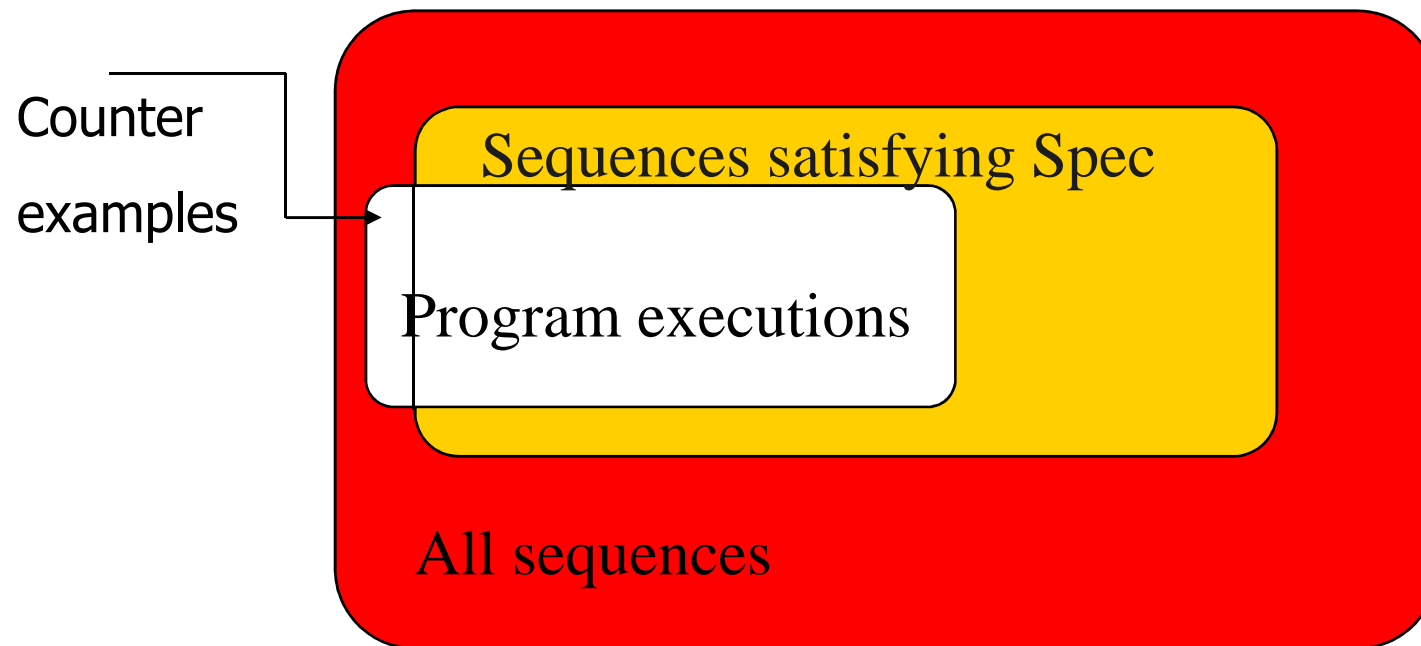 Counter
examples
Sequences satisfying Spec
Program executions
All sequences